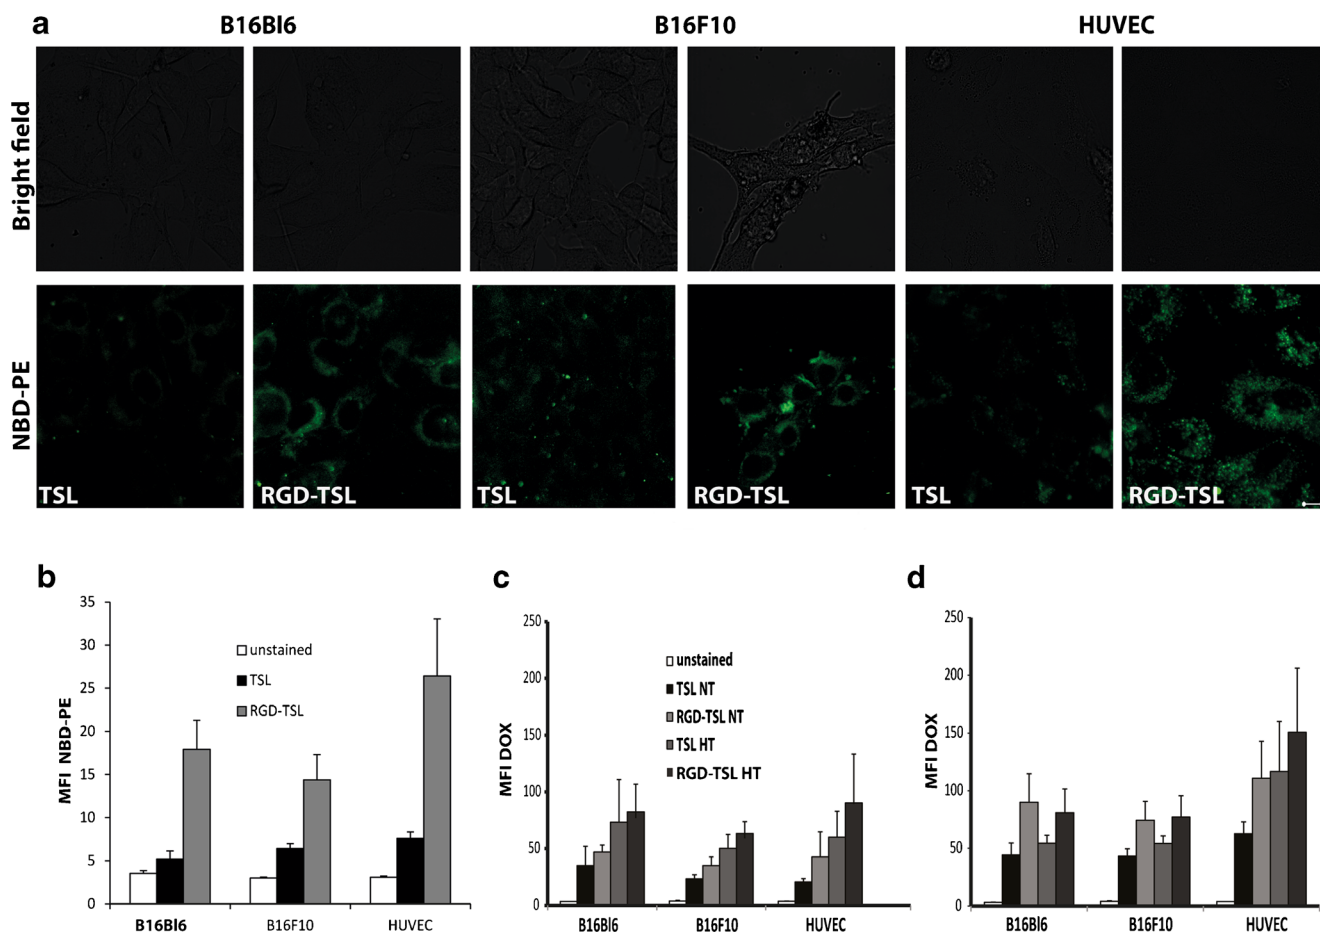 a
B16Bl6 B16F10 HUVEC
Bright field
NBD-PE
TSL RGD-TSL TSL RGD-TSL TSL RGD-TSL
b
MFI NBD-PE
35
30
25
20
15
10
5
0
unstained
TSL
RGD-TSL
B16Bl6 B16F10 HUVEC
c
MFI DOX
250
200
150
100
50
0
unstained
TSL NT
RGD-TSL NT
TSL HT
RGD-TSL HT
B16Bl6 B16F10 HUVEC
d
MFI DOX
250
200
150
100
50
0
B16Bl6 B16F10 HUVEC